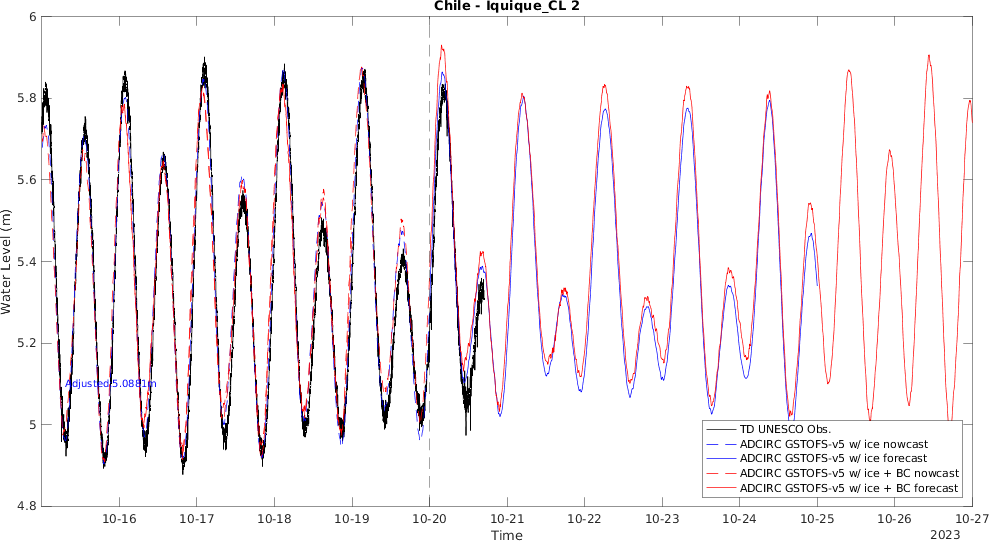 Chile - Iquique_CL 2
6
5.8
5.6
5.4
5.2
5
4.8
Water Level (m)
Adjusted 5.0881m
TD UNESCO Obs.
ADCIRC GSTOFS-v5 w/ ice nowcast
ADCIRC GSTOFS-v5 w/ ice forecast
ADCIRC GSTOFS-v5 w/ ice + BC nowcast
ADCIRC GSTOFS-v5 w/ ice + BC forecast
10-16 10-17 10-18 10-19 10-20 10-21 10-22 10-23 10-24 10-25 10-26 10-27
Time
2023